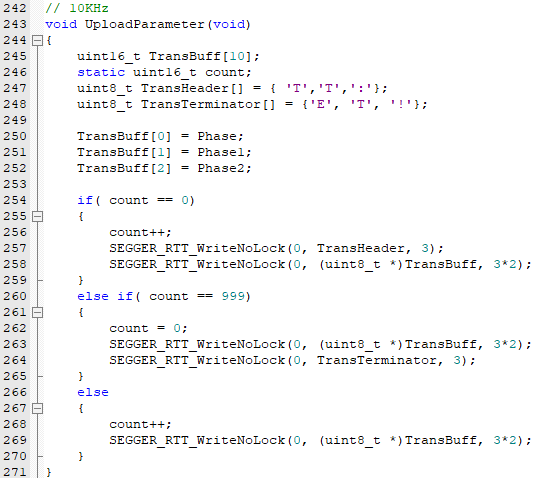 242 // 10KHz
243 void UploadParameter(void)
244 {
245 uint16_t TransBuff[10];
246 static uint16_t count;
247 uint8_t TransHeader[] = { 'T','T',':'};
248 uint8_t TransTerminator[] = {'E', 'T', '!'};
249
250 TransBuff[0] = Phase;
251 TransBuff[1] = Phase1;
252 TransBuff[2] = Phase2;
253
254 if( count == 0)
255 {
256 count++;
257 SEGGER_RTT_WriteNoLock(0, TransHeader, 3);
258 SEGGER_RTT_WriteNoLock(0, (uint8_t *)TransBuff, 3*2);
259 }
260 else if( count == 999)
261 {
262 count = 0;
263 SEGGER_RTT_WriteNoLock(0, (uint8_t *)TransBuff, 3*2);
264 SEGGER_RTT_WriteNoLock(0, TransTerminator, 3);
265 }
266 else
267 {
268 count++;
269 SEGGER_RTT_WriteNoLock(0, (uint8_t *)TransBuff, 3*2);
270 }
271 }